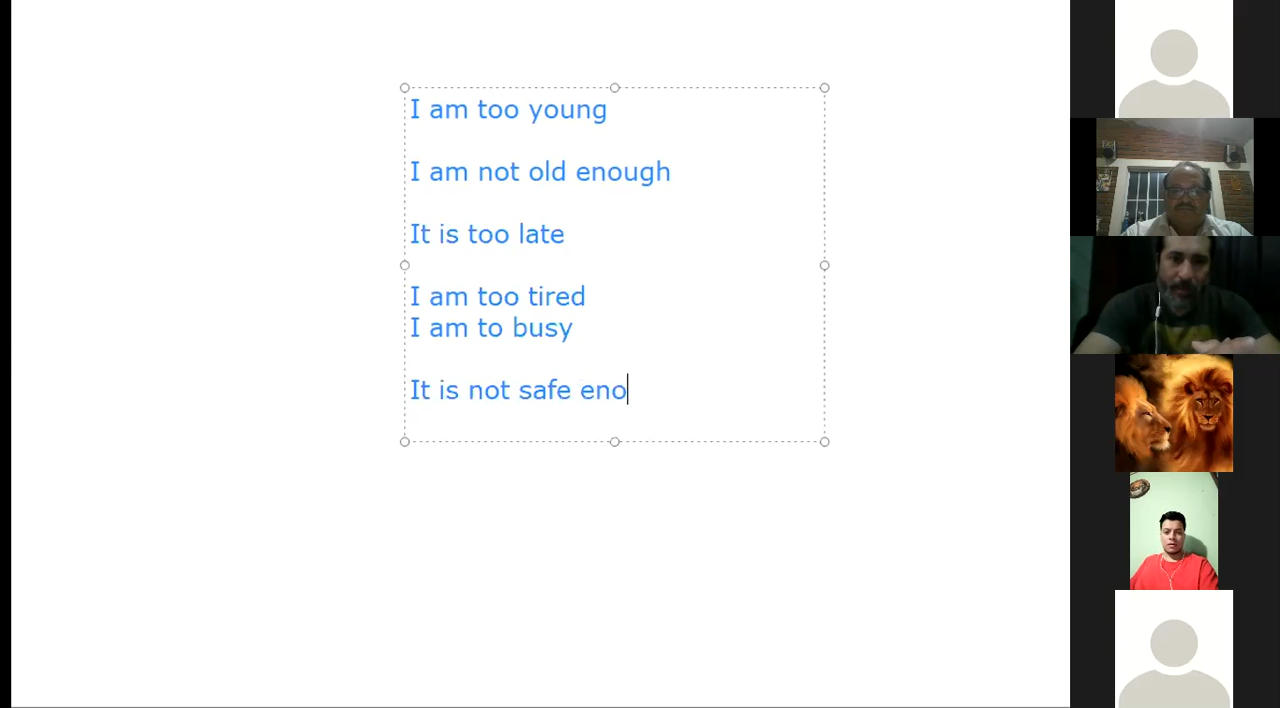 I am too young
I am not old enough
It is too late
I am too tired
I am to busy
It is not safe eno